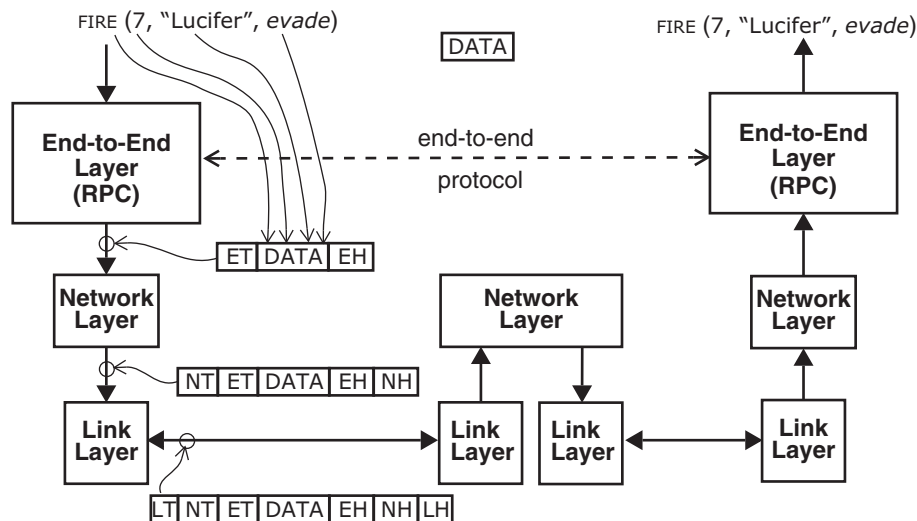 FIRE (7, “Lucifer”, evade)
FIRE (7, “Lucifer”, evade)
DATA
End-to-End
Layer
(RPC)
end-to-end
protocol
End-to-End
Layer
(RPC)
ET DATA EH
Network
Layer
Network
Layer
Network
Layer
NT ET DATA EH NH
Link
Layer
Link
Layer
Link
Layer
Link
Layer
LT NT ET DATA EH NH LH